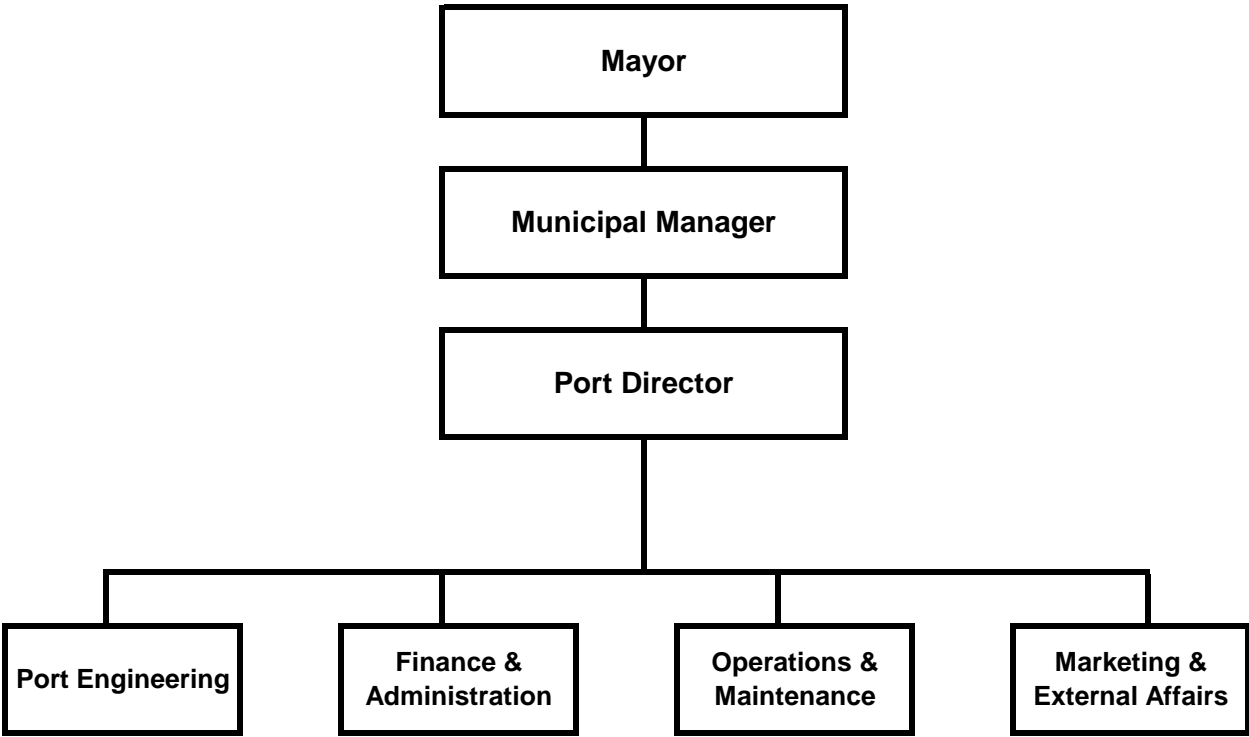 Mayor
Municipal Manager
Port Director
Port Engineering
Finance &
Administration
Operations &
Maintenance
Marketing &
External Affairs